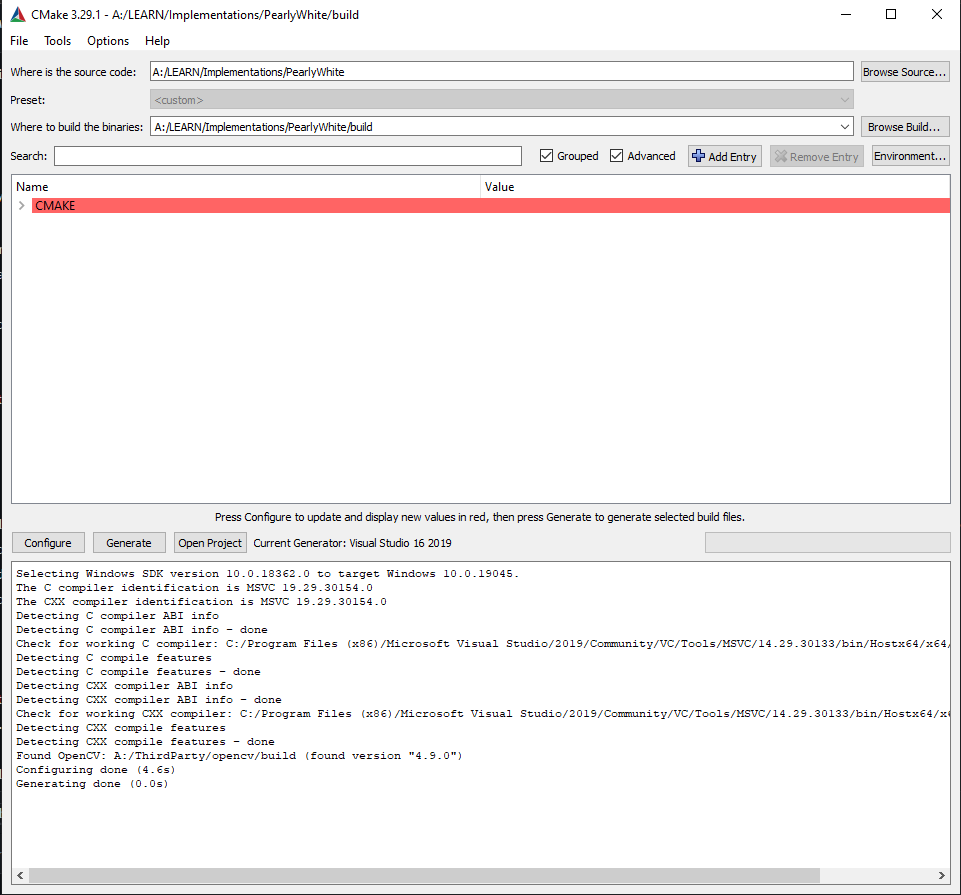 CMake 3.29.1 - A:/LEARN/Implementations/PearlyWhite/build
File Tools Options Help
Where is the source code: A:/LEARN/Implementations/PearlyWhite Browse Source...
Preset: <custom>
Where to build the binaries: A:/LEARN/Implementations/PearlyWhite/build Browse Build...
Search: Grouped Advanced Add Entry Remove Entry Environment...
Name Value
CMAKE
Press Configure to update and display new values in red, then press Generate to generate selected build files.
Configure Generate Open Project Current Generator: Visual Studio 16 2019
Selecting Windows SDK version 10.0.18362.0 to target Windows 10.0.19045.
The C compiler identification is MSVC 19.29.30154.0
The CXX compiler identification is MSVC 19.29.30154.0
Detecting C compiler ABI info
Detecting C compiler ABI info - done
Check for working C compiler: C:/Program Files (x86)/Microsoft Visual Studio/2019/Community/VC/Tools/MSVC/14.29.30133/bin/Hostx64/x64/
Detecting C compile features
Detecting C compile features - done
Detecting CXX compiler ABI info
Detecting CXX compiler ABI info - done
Check for working CXX compiler: C:/Program Files (x86)/Microsoft Visual Studio/2019/Community/VC/Tools/MSVC/14.29.30133/bin/Hostx64/x6
Detecting CXX compile features
Detecting CXX compile features - done
Found OpenCV: A:/ThirdParty/opencv/build (found version "4.9.0")
Configuring done (4.6s)
Generating done (0.0s)